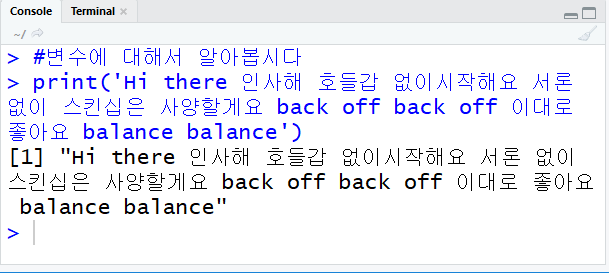 Console Terminal ×
~/
> #변수에 대해서 알아봅시다
> print('Hi there 인사해 호들갑 없이시작해요 서론
없이 스킨십은 사양할게요 back off back off 이대로
좋아요 balance balance')
[1] "Hi there 인사해 호들갑 없이시작해요 서론 없이
스킨십은 사양할게요 back off back off 이대로 좋아요
 balance balance"
>